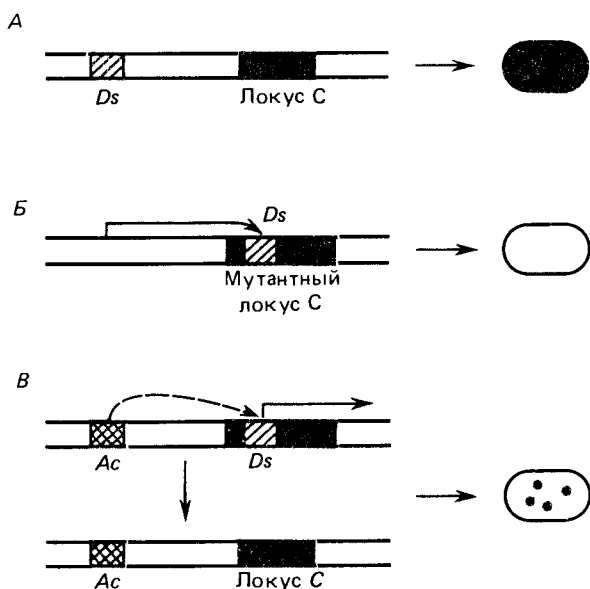 А
Ds
Локус С
Б
Ds
Мутантный
локус С
В
Ac
Ds
Ac
Локус С